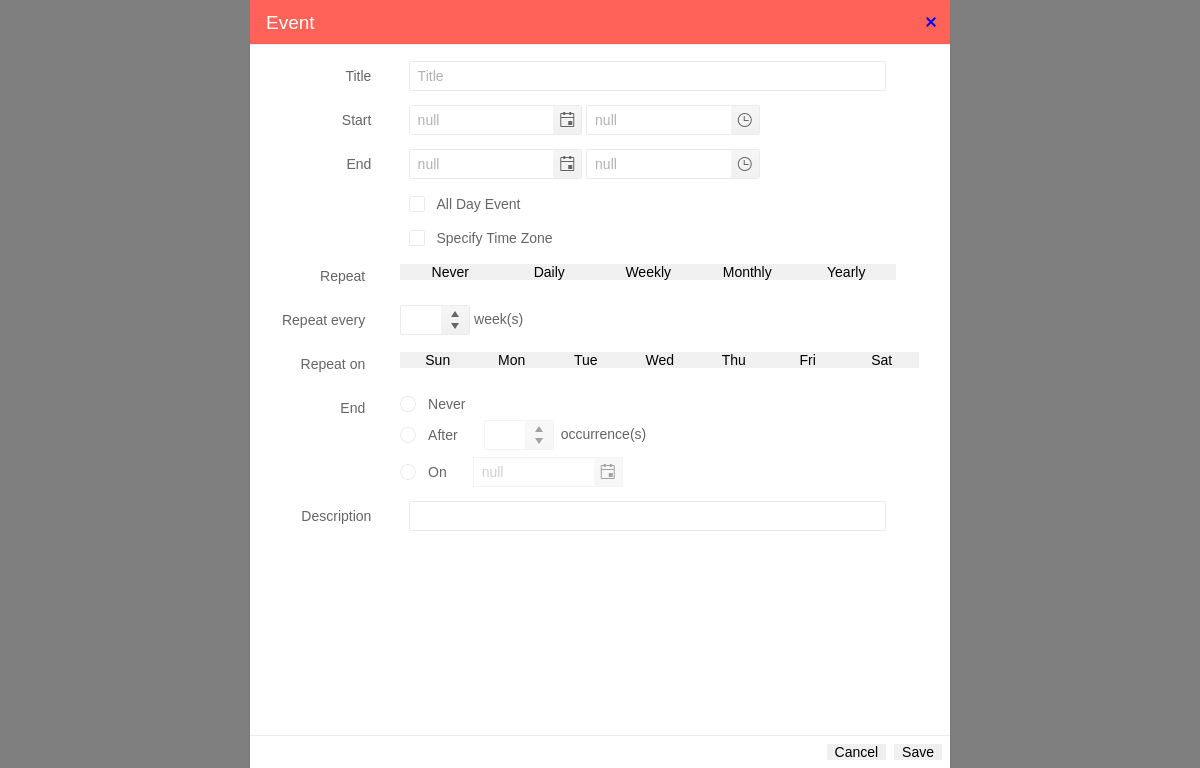 Event
Title Title
Start null null
End null null
All Day Event
Specify Time Zone
Repeat Never Daily Weekly Monthly Yearly
Repeat every week(s)
Repeat on Sun Mon Tue Wed Thu Fri Sat
End Never
After occurrence(s)
On null
Description
Cancel Save